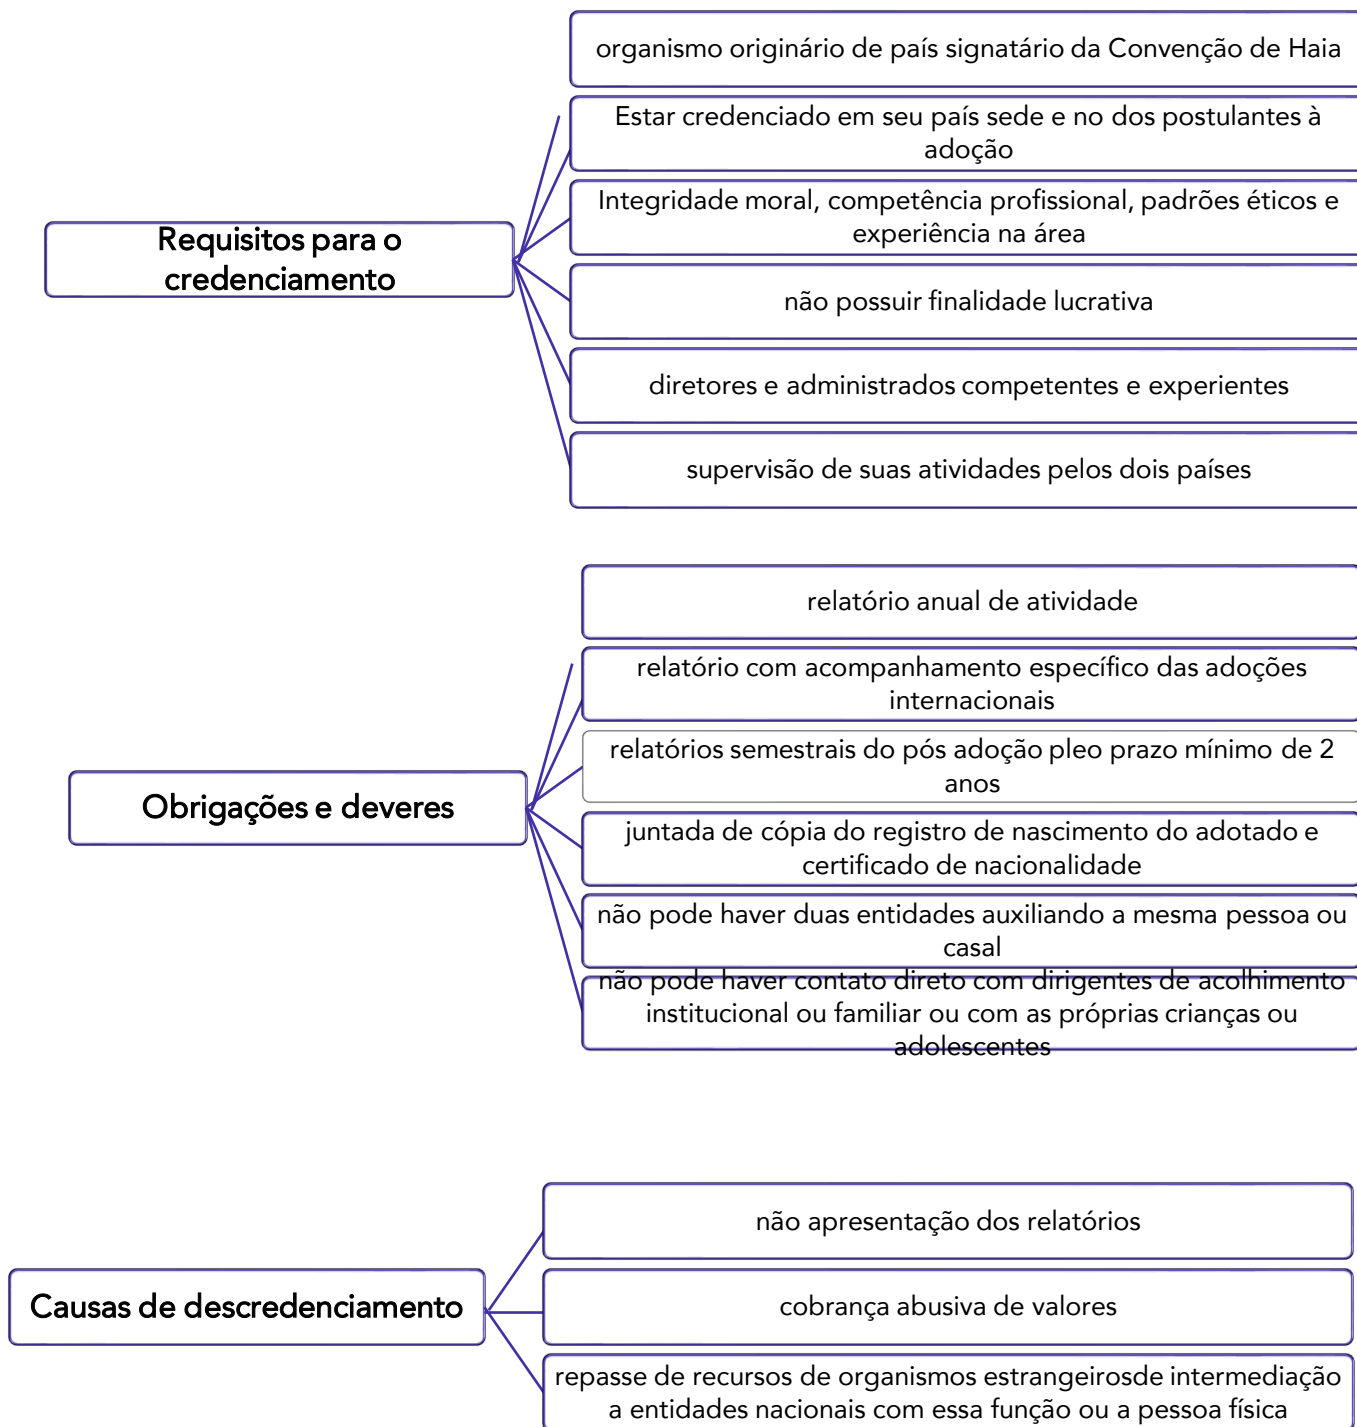 organismo originário de país signatário da Convenção de Haia
Estar credenciado em seu país sede e no dos postulantes à
adoção
Integridade moral, competência profissional, padrões éticos e
experiência na área
Requisitos para o
credenciamento
não possuir finalidade lucrativa
diretores e administrados competentes e experientes
supervisão de suas atividades pelos dois países
relatório anual de atividade
relatório com acompanhamento específico das adoções
internacionais
relatórios semestrais do pós adoção pleo prazo mínimo de 2
anos
Obrigações e deveres
juntada de cópia do registro de nascimento do adotado e
certificado de nacionalidade
não pode haver duas entidades auxiliando a mesma pessoa ou
casal
não pode haver contato direto com dirigentes de acolhimento
institucional ou familiar ou com as próprias crianças ou
adolescentes
não apresentação dos relatórios
Causas de descredenciamento
cobrança abusiva de valores
repasse de recursos de organismos estrangeirosde intermediação
a entidades nacionais com essa função ou a pessoa física